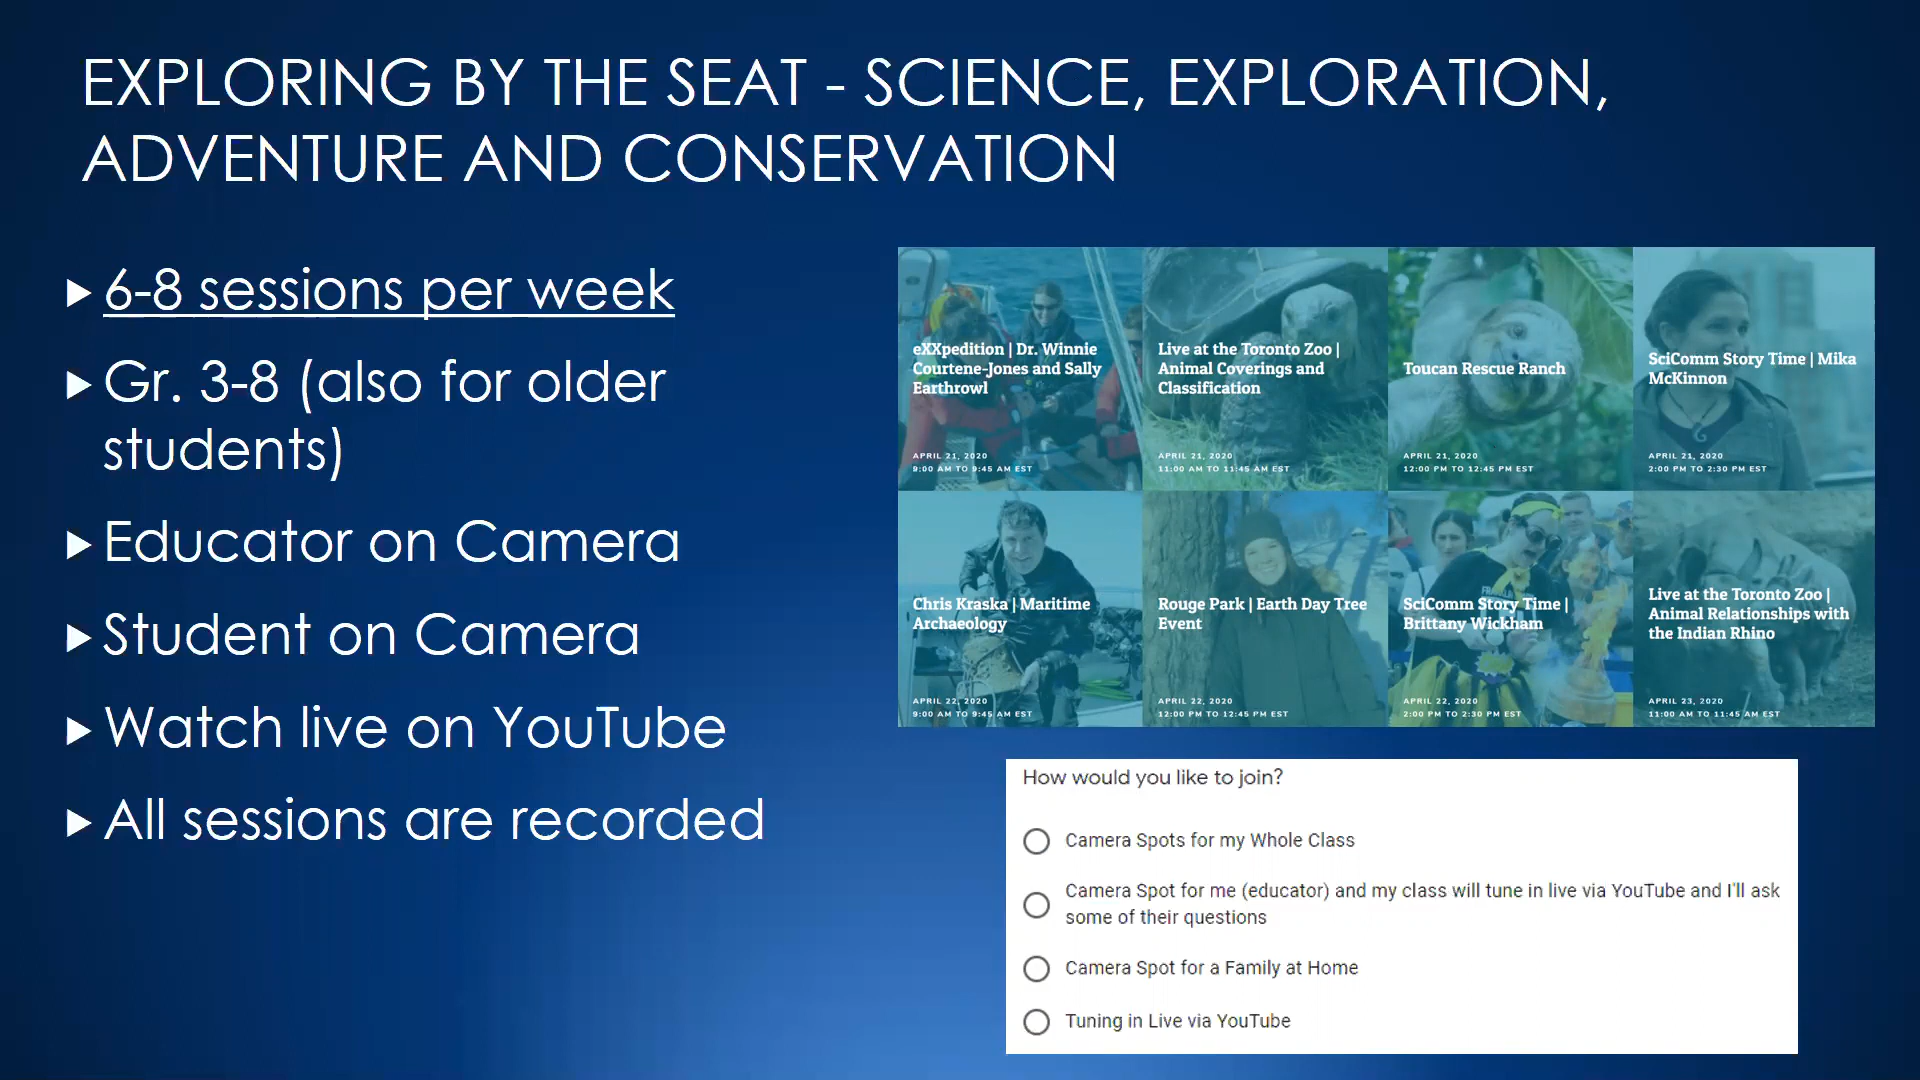 EXPLORING BY THE SEAT - SCIENCE, EXPLORATION,
ADVENTURE AND CONSERVATION
6-8 sessions per week
Gr. 3-8 (also for older
students)
Educator on Camera
Student on Camera
Watch live on YouTube
All sessions are recorded
eXXpedition | Dr. Winnie
Courtene-Jones and Sally
Earthrowl
APRIL 21, 2020
9:00 AM TO 9:45 AM EST
Live at the Toronto Zoo |
Animal Coverings and
Classification
APRIL 21, 2020
11:00 AM TO 11:45 AM EST
Toucan Rescue Ranch
APRIL 21, 2020
12:00 PM TO 12:45 PM EST
SciComm Story Time | Mika
McKinnon
APRIL 21, 2020
2:00 PM TO 2:30 PM EST
Chris Kraska | Maritime
Archaeology
APRIL 22, 2020
9:00 AM TO 9:45 AM EST
Rouge Park | Earth Day Tree
Event
APRIL 22, 2020
12:00 PM TO 12:45 PM EST
SciComm Story Time |
Brittany Wickham
APRIL 22, 2020
2:00 PM TO 2:30 PM EST
Live at the Toronto Zoo |
Animal Relationships with
the Indian Rhino
APRIL 23, 2020
11:00 AM TO 11:45 AM EST
How would you like to join?
Camera Spots for my Whole Class
Camera Spot for me (educator) and my class will tune in live via YouTube and I'll ask
some of their questions
Camera Spot for a Family at Home
Tuning in Live via YouTube